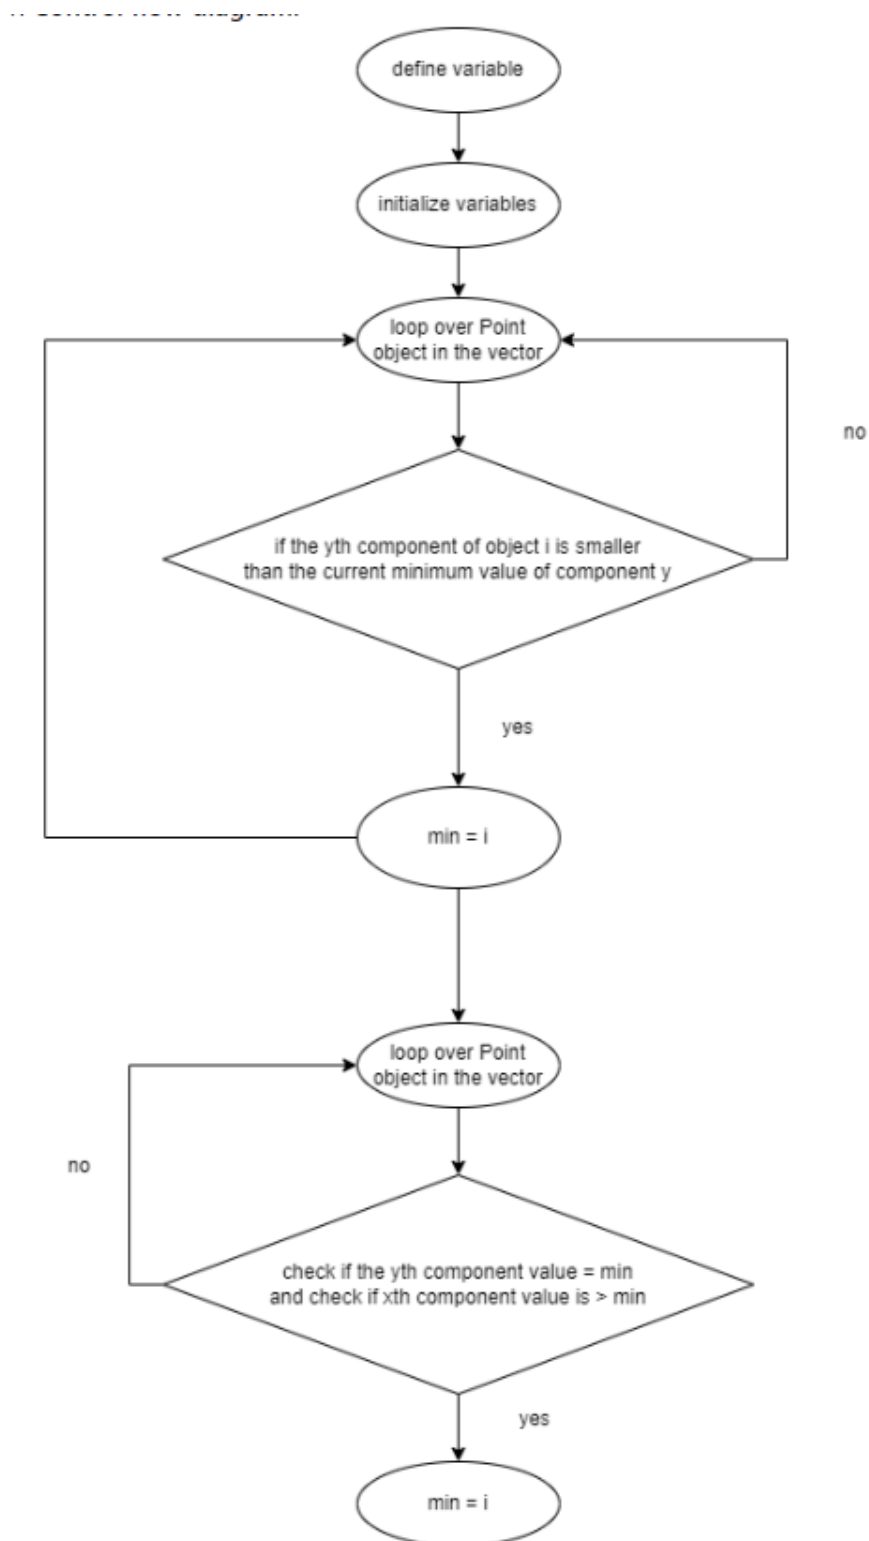 define variable
initialize variables
loop over Point
object in the vector
no
if the yth component of object i is smaller
than the current minimum value of component y
yes
min = i
loop over Point
object in the vector
no
check if the yth component value = min
and check if xth component value is > min
yes
min = i